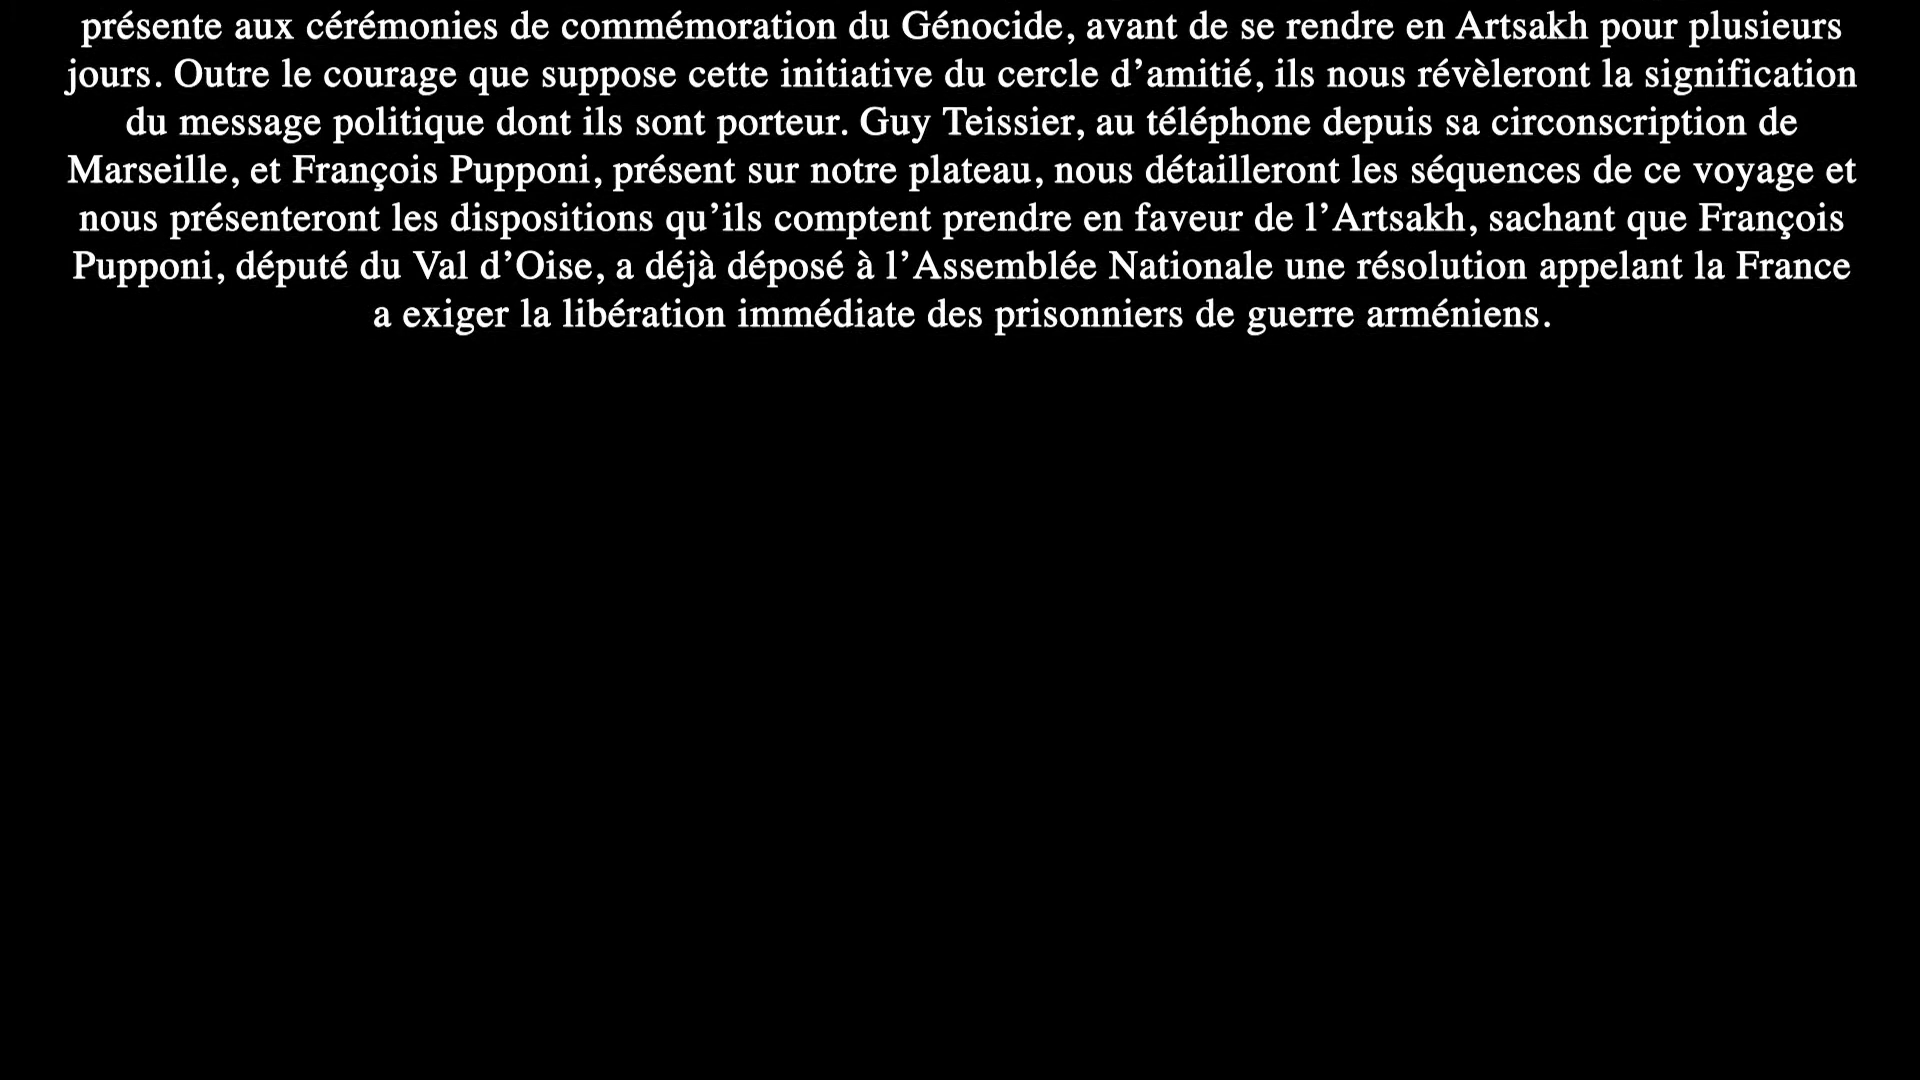 présente aux cérémonies de commémoration du Génocide, avant de se rendre en Artsakh pour plusieurs
jours. Outre le courage que suppose cette initiative du cercle d’amitié, ils nous révèleront la signification
du message politique dont ils sont porteur. Guy Teissier, au téléphone depuis sa circonscription de
Marseille, et François Pupponi, présent sur notre plateau, nous détailleront les séquences de ce voyage et
nous présenteront les dispositions qu’ils comptent prendre en faveur de l’Artsakh, sachant que François
Pupponi, député du Val d’Oise, a déjà déposé à l’Assemblée Nationale une résolution appelant la France
a exiger la libération immédiate des prisonniers de guerre arméniens.